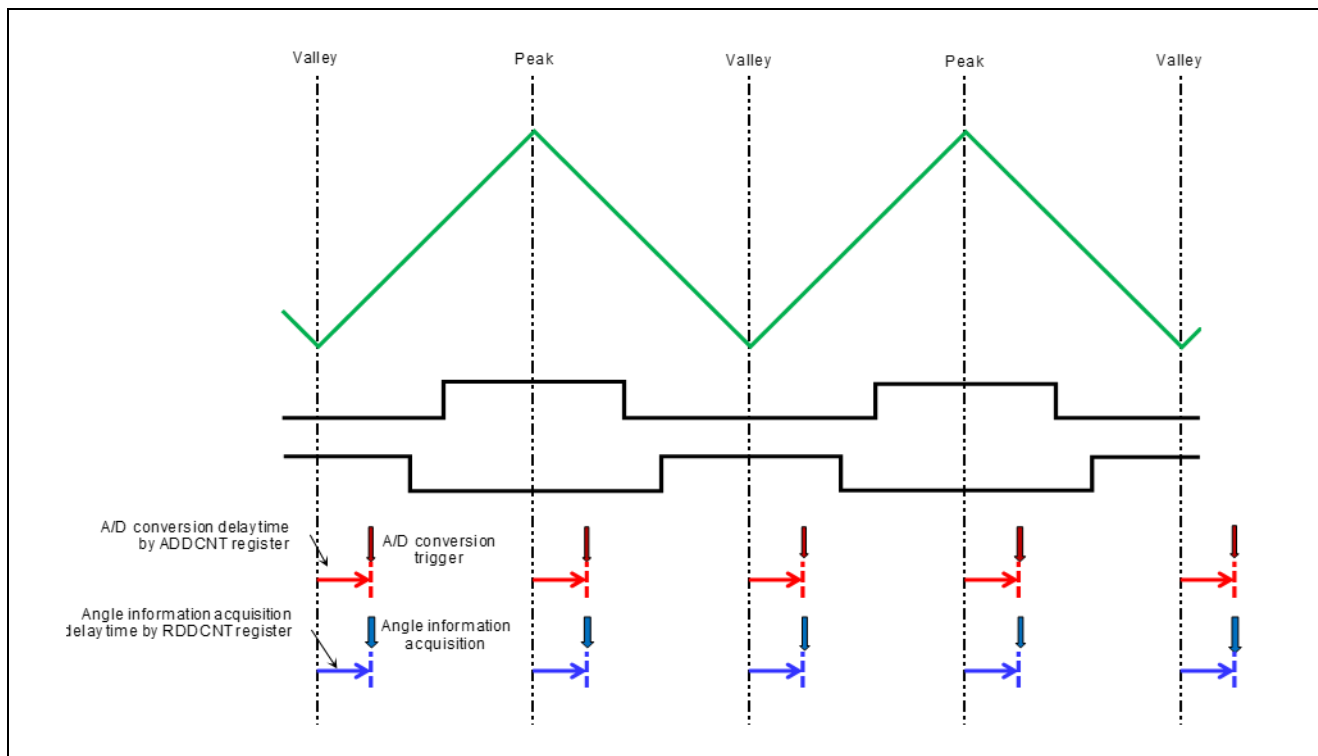 Valley
Peak
Valley
Peak
Valley
A/D conversion delay time
by ADDCNT register
A/D conversion
trigger
Angle information acquisition
delay time by RDDCNT register
Angle information
acquisition